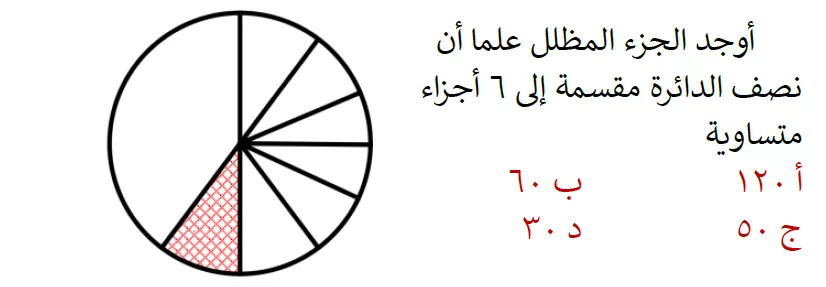 أوجد الجزء المظلل علما أن
نصف الدائرة مقسمة إلى ٦ أجزاء
متساوية
أ ١٢٠ ب ٦٠
ج ٥٠ د ٣٠